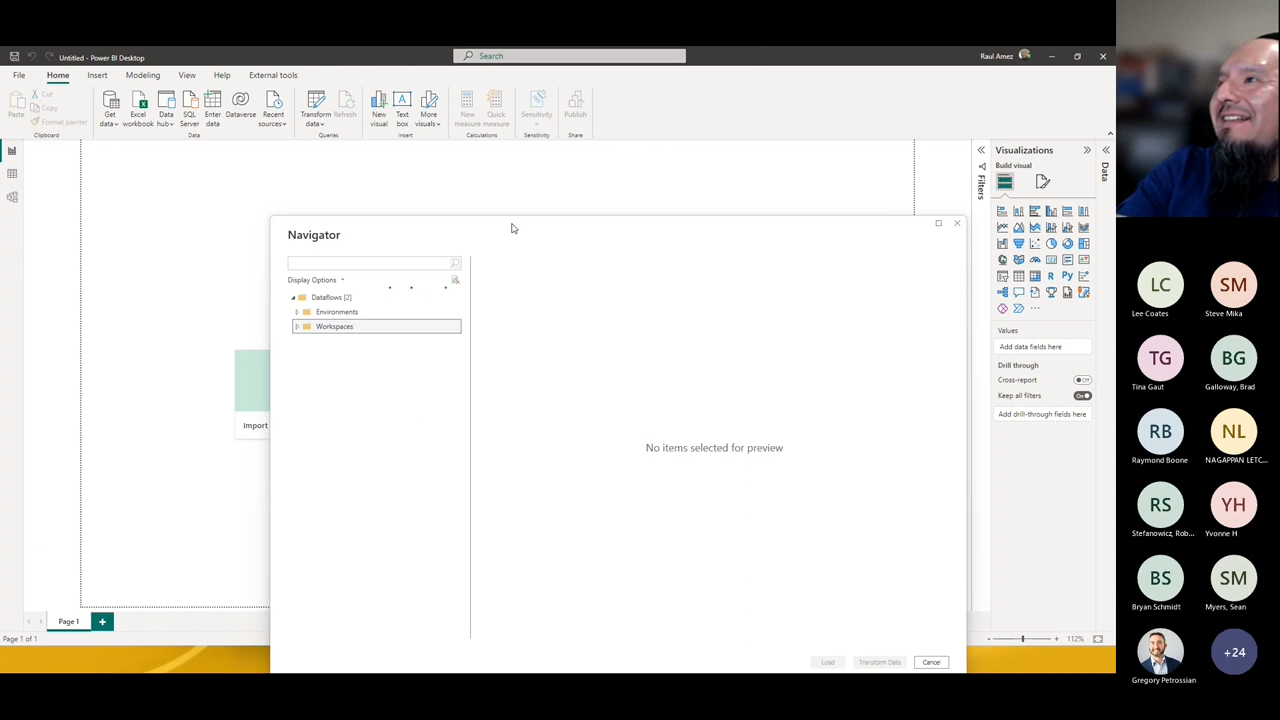 Untitled - Power BI Desktop
Search
Raul Amez
File
Home
Insert
Modeling
View
Help
External tools
Paste
Cut
Copy
Format painter
Clipboard
Get data
Excel workbook
Data hub
SQL Server
Enter data
Dataverse
Recent sources
Data
Transform data
Refresh
Queries
New visual
Text box
More visuals
Insert
New measure
Quick measure
Calculations
Sensitivity
Sensitivity
Publish
Share
Navigator
Display Options
Dataflows [2]
Environments
Workspaces
No items selected for preview
Load
Transform Data
Cancel
Import
Filters
Visualizations
Build visual
R
Py
Values
Add data fields here
Drill through
Cross-report
Off
Keep all filters
On
Add drill-through fields here
Data
Page 1
Page 1 of 1
112%
LC
Lee Coates
SM
Steve Mika
TG
Tina Gaut
BG
Galloway, Brad
RB
Raymond Boone
NL
NAGAPPAN LETC...
RS
Stefanowicz, Rob...
YH
Yvonne H
BS
Bryan Schmidt
SM
Myers, Sean
Gregory Petrossian
+24